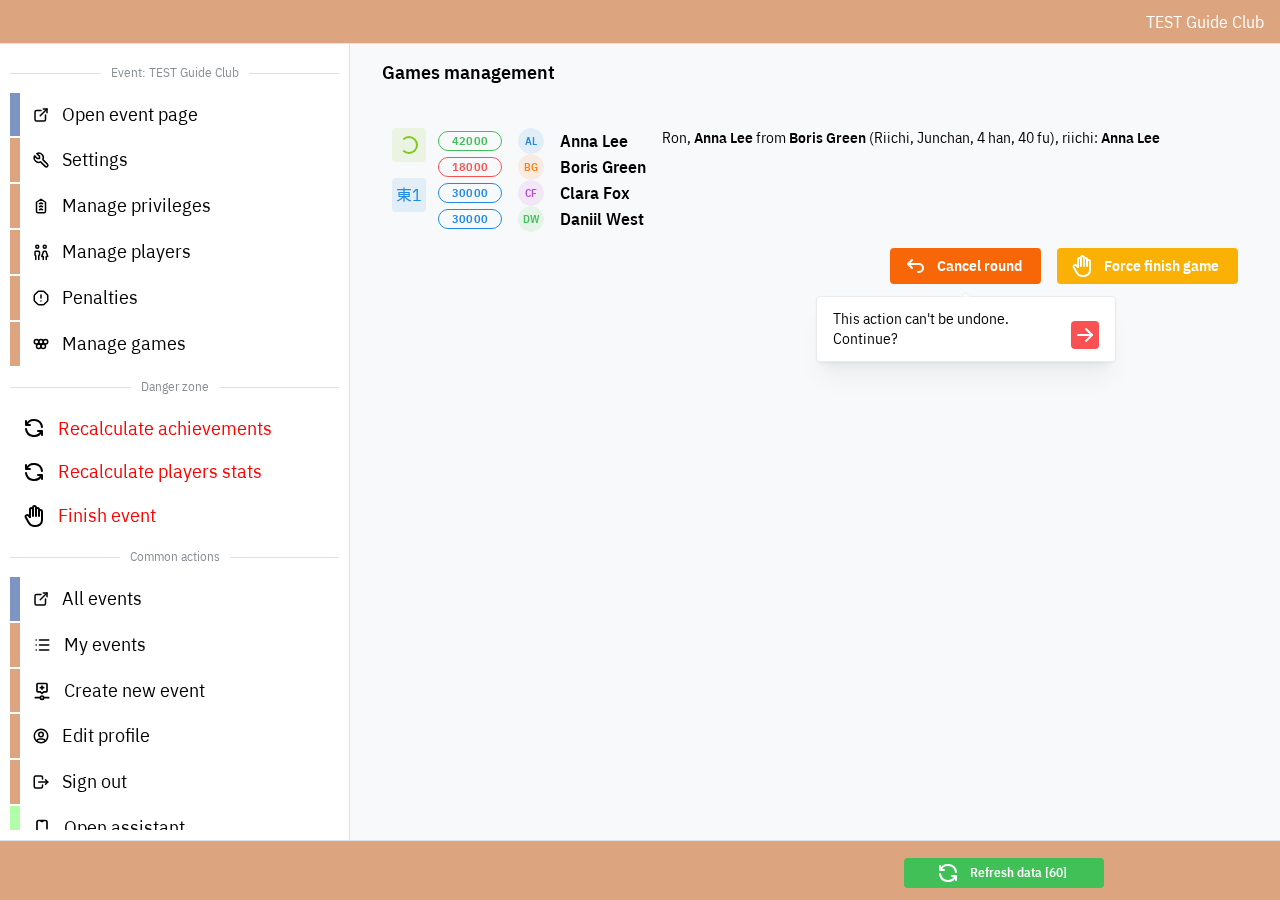 TEST Guide Club
Event: TEST Guide Club
Open event page
Settings
Manage privileges
Manage players
Penalties
Manage games
Danger zone
Recalculate achievements
Recalculate players stats
Finish event
Common actions
All events
My events
Create new event
Edit profile
Sign out
Open assistant
Games management
東1
42000 AL Anna Lee
18000 BG Boris Green
30000 CF Clara Fox
30000 DW Daniil West
Ron, Anna Lee from Boris Green (Riichi, Junchan, 4 han, 40 fu), riichi: Anna Lee
Cancel round
Force finish game
This action can't be undone.
Continue?
Refresh data [60]